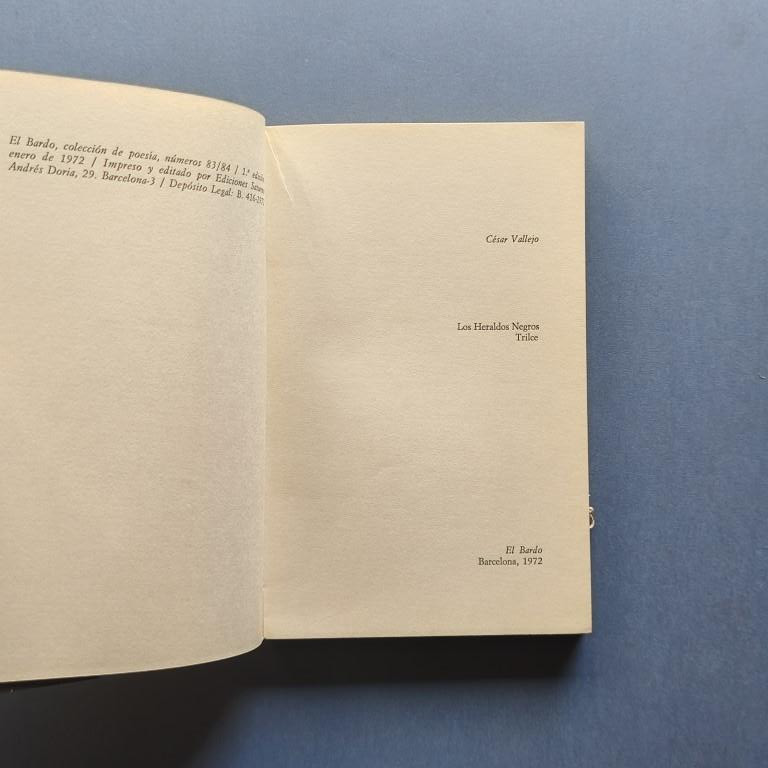 El Bardo, colección de poesía, números 83/84 / 1.ª
enero de 1972 / Impreso y editado por Ediciones
Andrés Doria, 29. Barcelona-3 / Depósito Legal: B.
César Vallejo
Los Heraldos Negros
Trilce
El Bardo
Barcelona, 1972